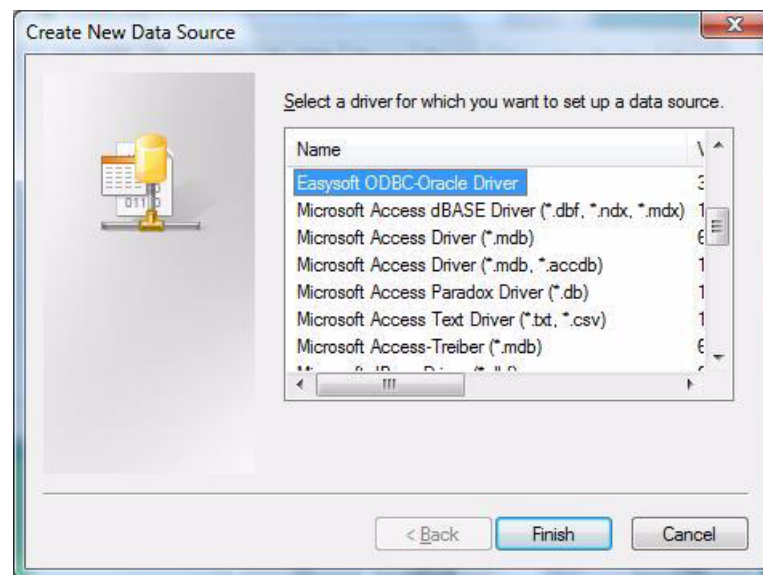 Create New Data Source
Select a driver for which you want to set up a data source.
Name
Easysoft ODBC-Oracle Driver
Microsoft Access dBASE Driver (*.dbf, *.ndx, *.mdx)
Microsoft Access Driver (*.mdb)
Microsoft Access Driver (*.mdb, *.accdb)
Microsoft Access Paradox Driver (*.db)
Microsoft Access Text Driver (*.txt, *.csv)
Microsoft Access-Treiber (*.mdb)
< Back
Finish
Cancel